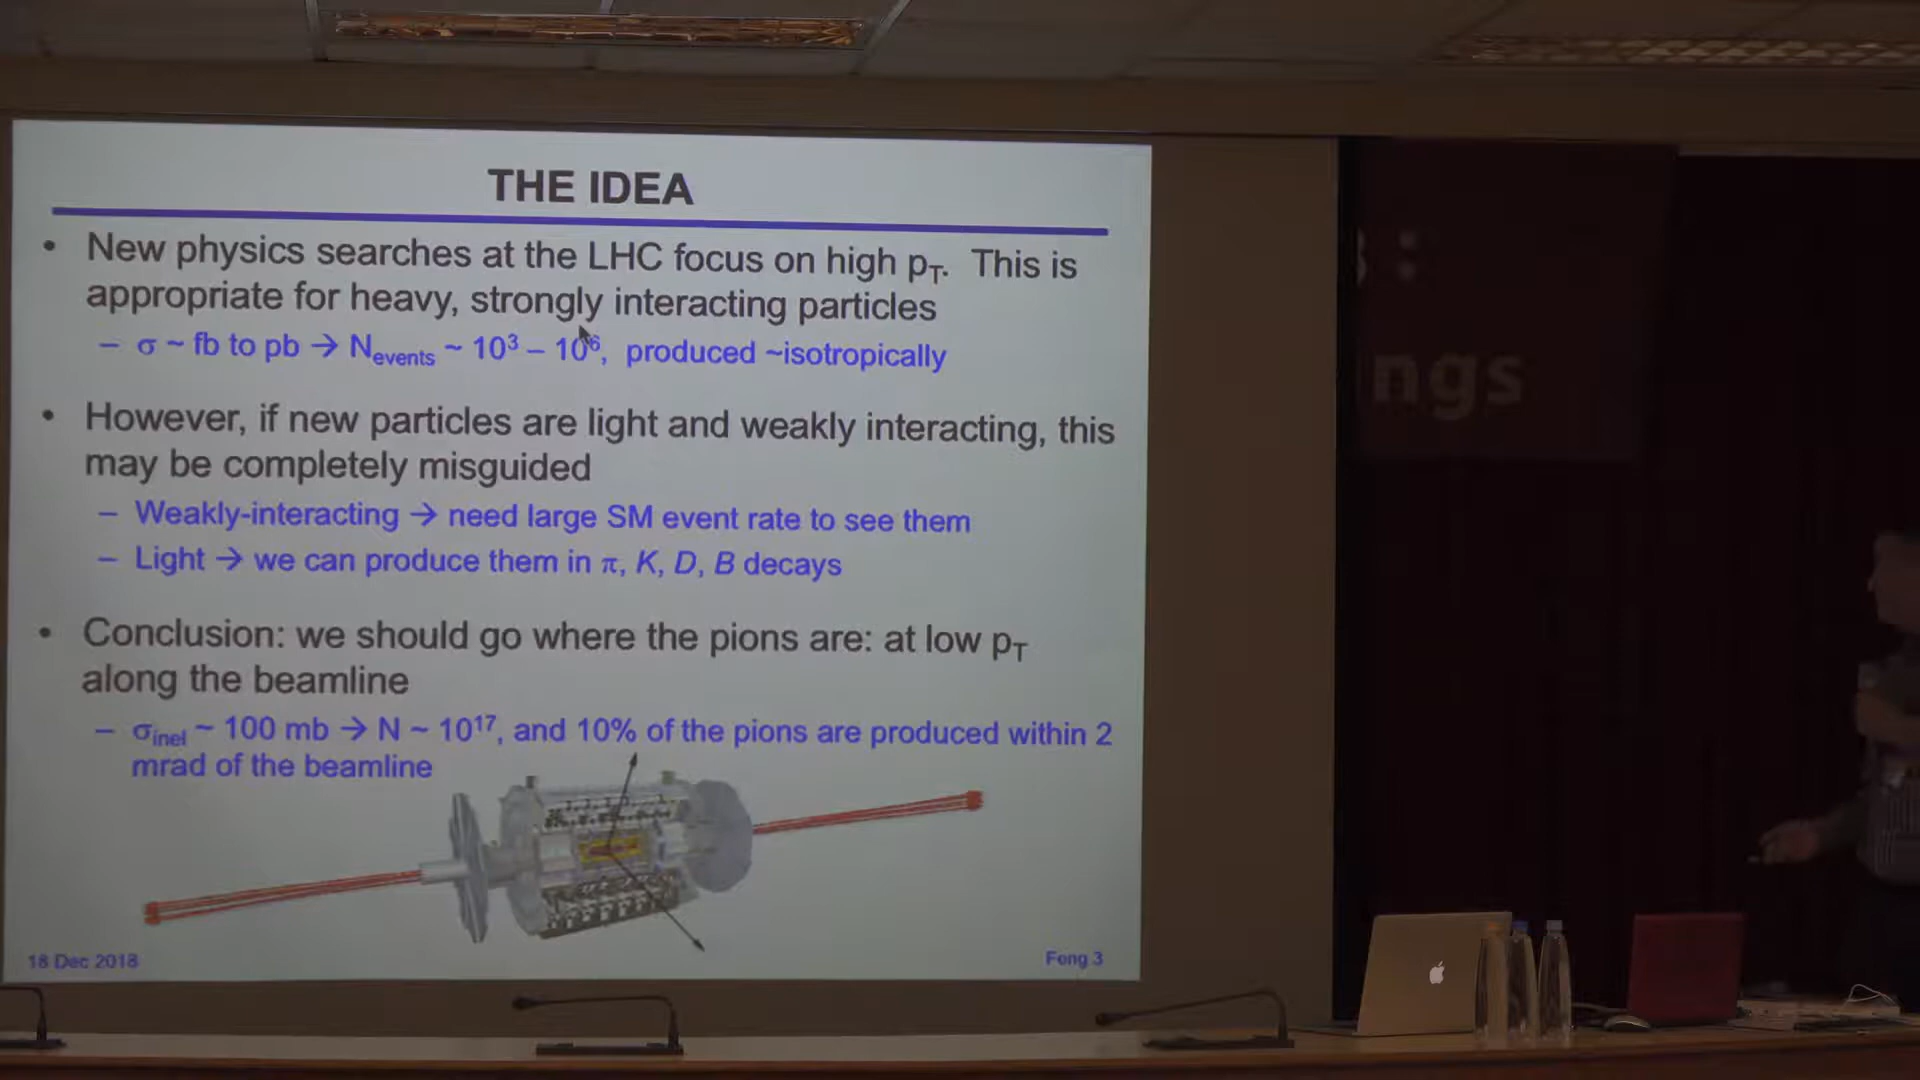 THE IDEA
• New physics searches at the LHC focus on high pT. This is
appropriate for heavy, strongly interacting particles
– σ ~ fb to pb → Nevents ~ 10³ – 10⁶, produced ~isotropically
• However, if new particles are light and weakly interacting, this
may be completely misguided
– Weakly-interacting → need large SM event rate to see them
– Light → we can produce them in π, K, D, B decays
• Conclusion: we should go where the pions are: at low pT
along the beamline
– σinel ~ 100 mb → N ~ 10¹⁷, and 10% of the pions are produced within 2
mrad of the beamline
18 Dec 2018
Feng 3
ngs